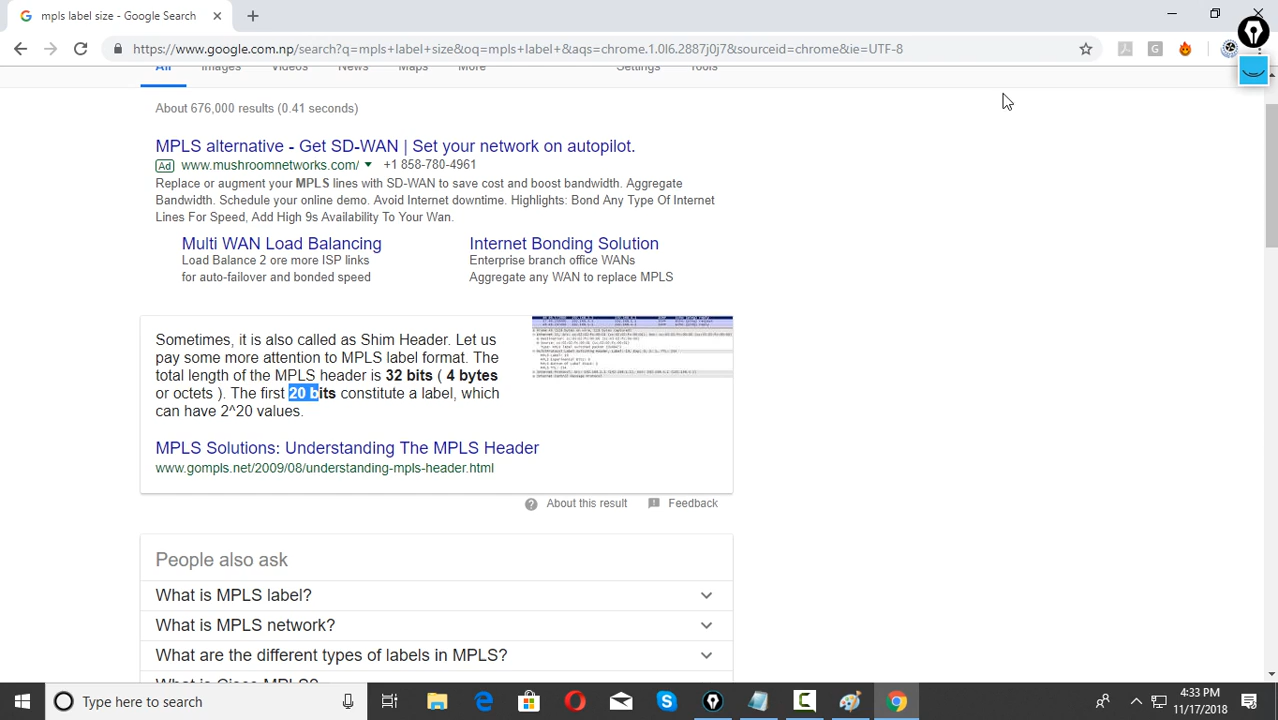 mpls label size - Google Search
https://www.google.com.np/search?q=mpls+label+size&oq=mpls+label+&aqs=chrome.1.0l6.2887j0j7&sourceid=chrome&ie=UTF-8
All Images Videos News Maps More Settings Tools
About 676,000 results (0.41 seconds)
MPLS alternative - Get SD-WAN | Set your network on autopilot.
Ad www.mushroomnetworks.com/ +1 858-780-4961
Replace or augment your MPLS lines with SD-WAN to save cost and boost bandwidth. Aggregate
Bandwidth. Schedule your online demo. Avoid Internet downtime. Highlights: Bond Any Type Of Internet
Lines For Speed, Add High 9s Availability To Your Wan.
Multi WAN Load Balancing
Load Balance 2 ore more ISP links
for auto-failover and bonded speed
Internet Bonding Solution
Enterprise branch office WANs
Aggregate any WAN to replace MPLS
Sometimes, it is also called as Shim Header. Let us
pay some more attention to MPLS label format. The
total length of the MPLS header is 32 bits ( 4 bytes
or octets ). The first 20 bits constitute a label, which
can have 2^20 values.
MPLS Solutions: Understanding The MPLS Header
www.gompls.net/2009/08/understanding-mpls-header.html
About this result Feedback
People also ask
What is MPLS label?
What is MPLS network?
What are the different types of labels in MPLS?
What is Cisco MPLS?
Type here to search
4:33 PM
11/17/2018